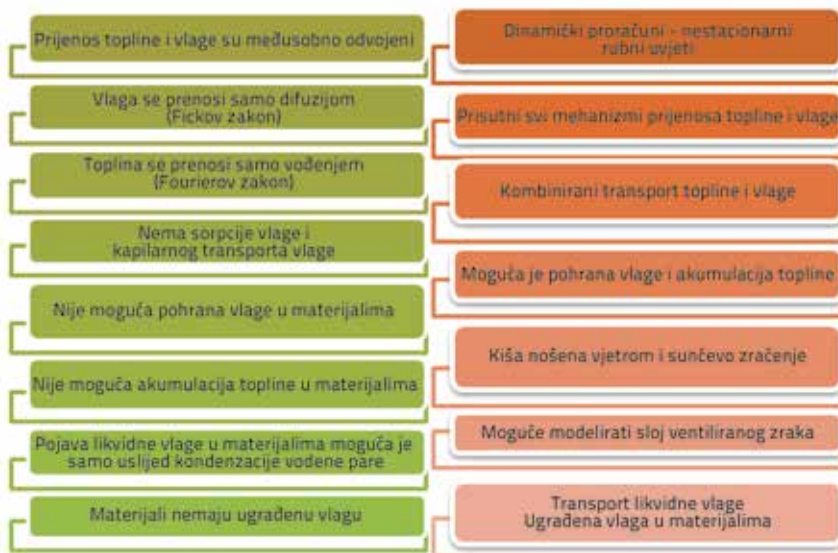 Prijenos topline i vlage su međusobno odvojeni
Vlaga se prenosi samo difuzijom
(Fickov zakon)
Toplina se prenosi samo vođenjem
(Fourierov zakon)
Nema sorpcije vlage i
kapilarnog transporta vlage
Nije moguća pohrana vlage u materijalima
Nije moguća akumulacija topline u materijalima
Pojava likvidne vlage u materijalima moguća je
samo uslijed kondenzacije vodene pare
Materijali nemaju ugrađenu vlagu
Dinamički proračuni - nestacionarni
rubni uvjeti
Prisutni svi mehanizmi prijenosa topline i vlage
Kombinirani transport topline i vlage
Moguća je pohrana vlage i akumulacija topline
Kiša nošena vjetrom i sunčevo zračenje
Moguće modelirati sloj ventiliranog zraka
Transport likvidne vlage
Ugrađena vlaga u materijalima